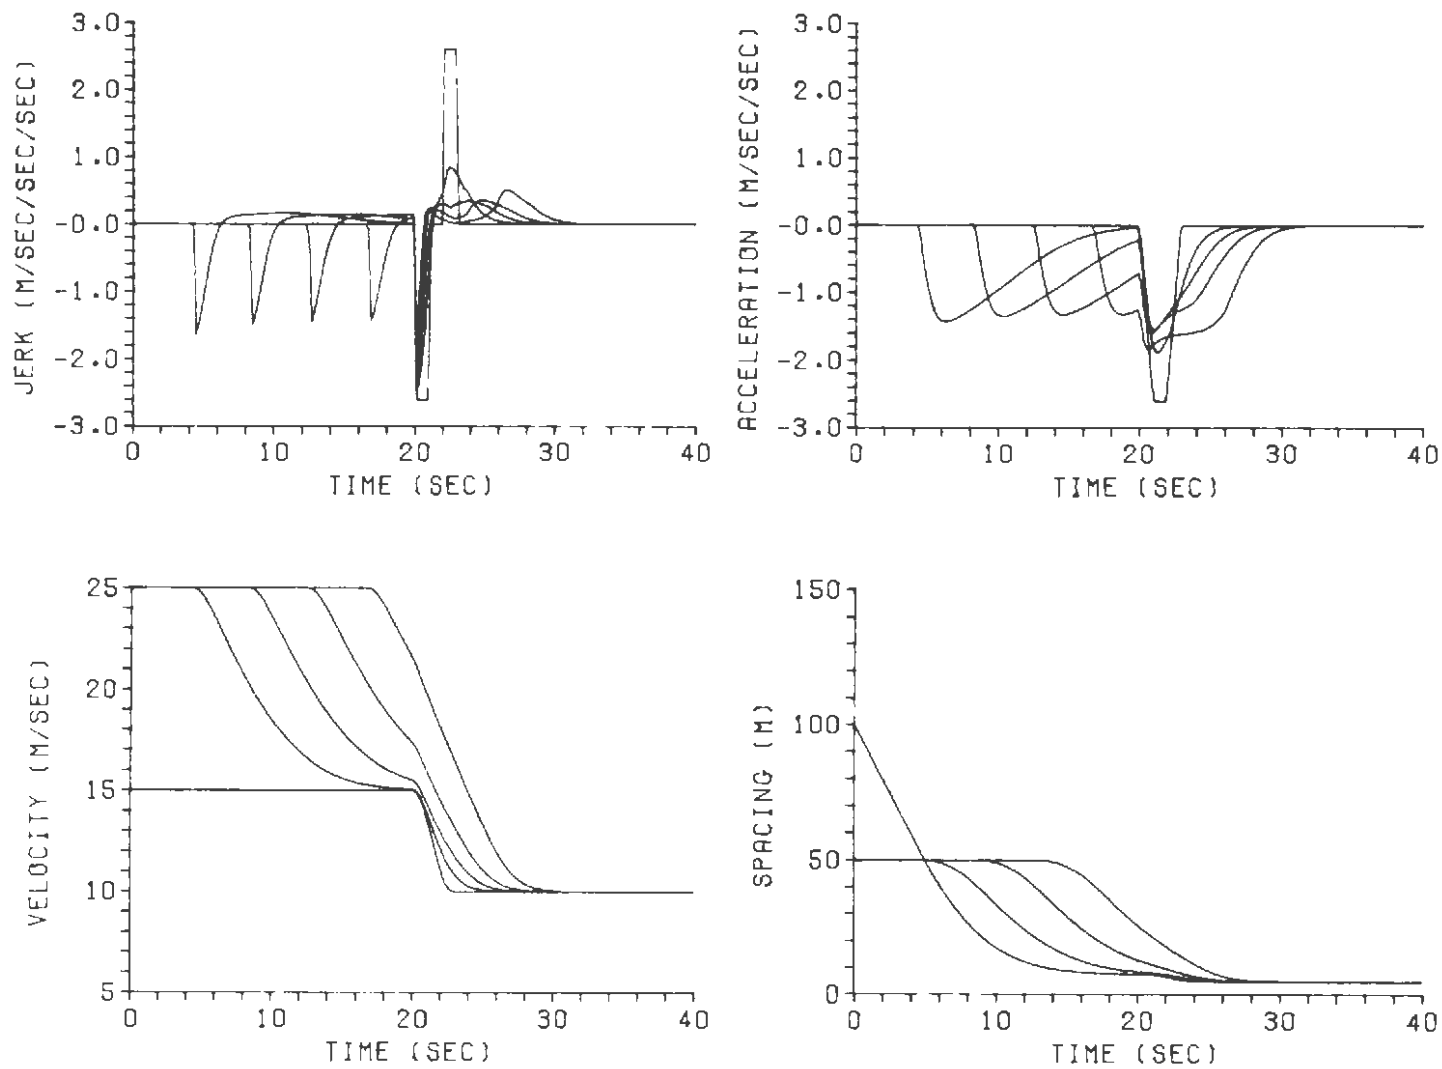 JERK (M/SEC/SEC/SEC)
3.0
2.0
1.0
-0.0
-1.0
-2.0
-3.0
0 10 20 30 40
TIME (SEC)
ACCELERATION (M/SEC/SEC)
3.0
2.0
1.0
-0.0
-1.0
-2.0
-3.0
0 10 20 30 40
TIME (SEC)
VELOCITY (M/SEC)
25
20
15
10
5
0 10 20 30 40
TIME (SEC)
SPACING (M)
150
100
50
0
0 10 20 30 40
TIME (SEC)